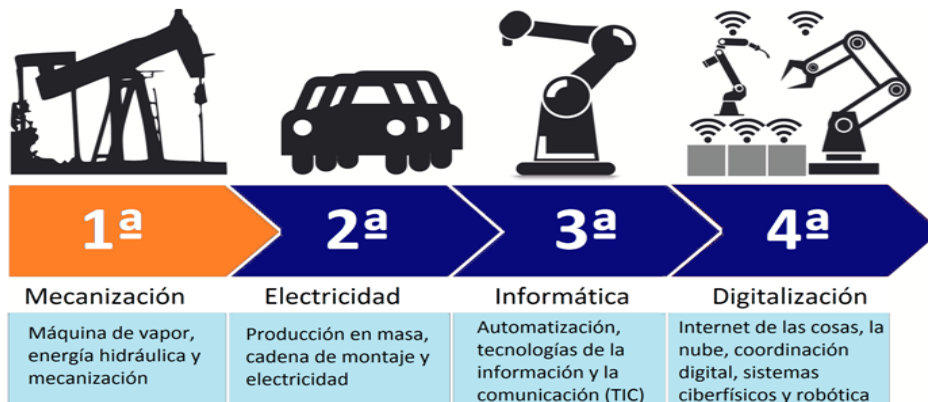 1ª
2ª
3ª
4ª
Mecanización
Electricidad
Informática
Digitalización
Máquina de vapor,
energía hidráulica y
mecanización
Producción en masa,
cadena de montaje y
electricidad
Automatización,
tecnologías de la
información y la
comunicación (TIC)
Internet de las cosas, la
nube, coordinación
digital, sistemas
ciberfísicos y robótica